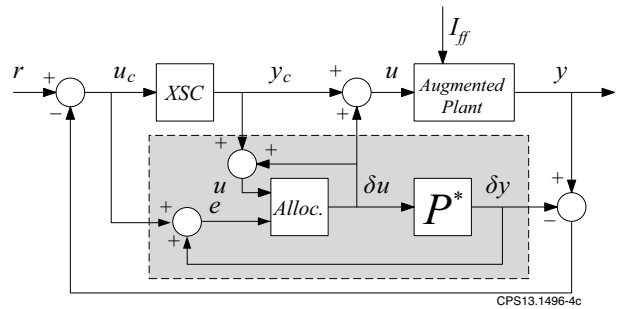 I_ff
r
+
−
u_c
XSC
y_c
+
+
u
Augmented
Plant
y
+
+
u
e
+
+
Alloc.
δu
P*
δy
+
−
CPS13.1496-4c